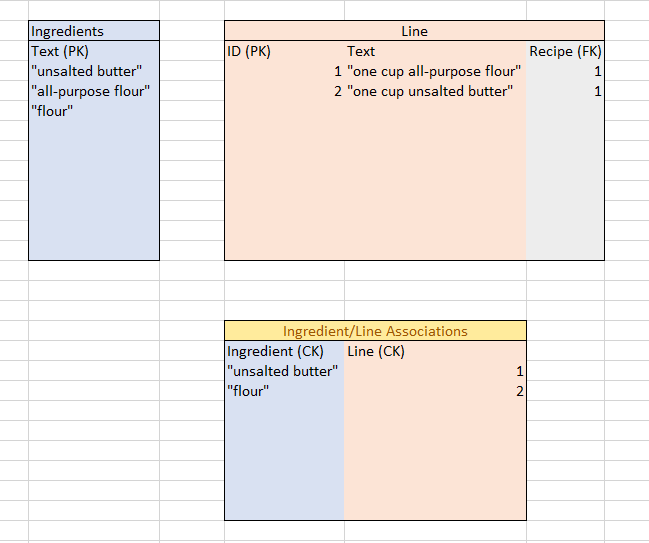 Ingredients
Text (PK)
"unsalted butter"
"all-purpose flour"
"flour"
Line
ID (PK) Text Recipe (FK)
1 "one cup all-purpose flour" 1
2 "one cup unsalted butter" 1
Ingredient/Line Associations
Ingredient (CK) Line (CK)
"unsalted butter" 1
"flour" 2